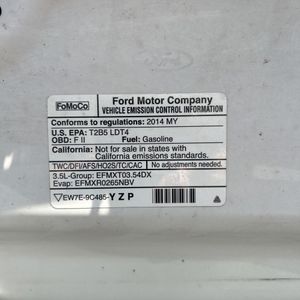 FoMoCo
Ford Motor Company
VEHICLE EMISSION CONTROL INFORMATION
Conforms to regulations: 2014 MY
U.S. EPA: T2B5 LDT4
OBD: F II Fuel: Gasoline
California: Not for sale in states with
California emissions standards.
TWC/DFI/AFS/HO2S/TC/CAC No adjustments needed.
3.5L-Group: EFMXT03.54DX
Evap: EFMXR0265NBV
EW7E-9C485-YZP